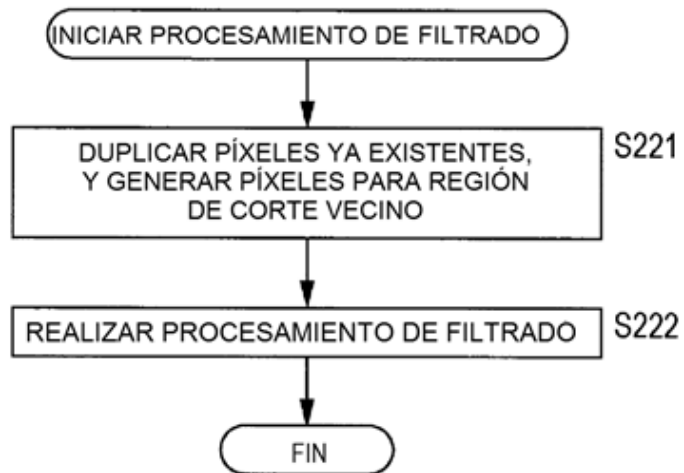 INICIAR PROCESAMIENTO DE FILTRADO
DUPLICAR PÍXELES YA EXISTENTES,
Y GENERAR PÍXELES PARA REGIÓN
DE CORTE VECINO
S221
REALIZAR PROCESAMIENTO DE FILTRADO
S222
FIN